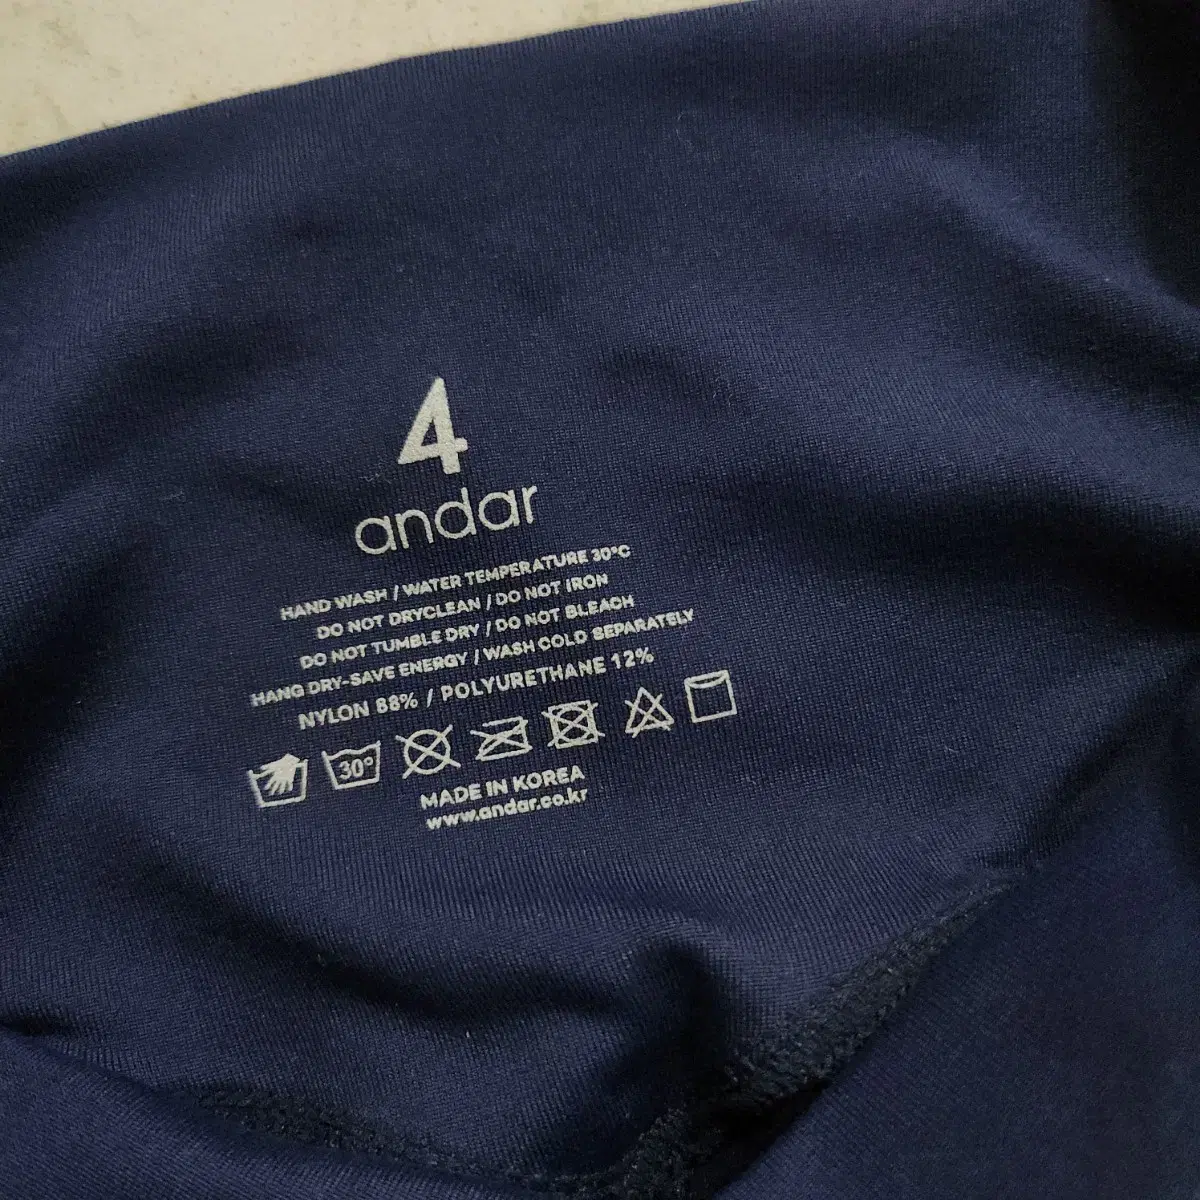 4
andar
HAND WASH / WATER TEMPERATURE 30°C
DO NOT DRYCLEAN / DO NOT IRON
DO NOT TUMBLE DRY / DO NOT BLEACH
HANG DRY-SAVE ENERGY / WASH COLD SEPARATELY
NYLON 88% / POLYURETHANE 12%
30°
MADE IN KOREA
www.andar.co.kr